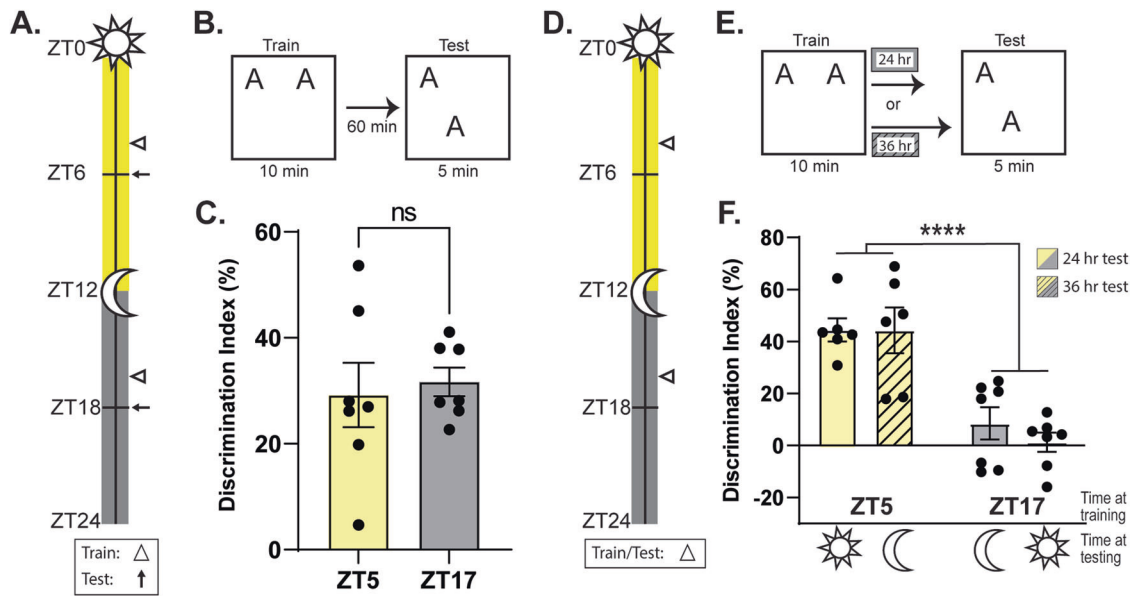 A.
ZT0
ZT6
ZT12
ZT18
ZT24
Train:
Test:
B.
Train
Test
A A
A
A
60 min
10 min
5 min
C.
ns
Discrimination Index (%)
60
40
20
0
ZT5 ZT17
D.
ZT0
ZT6
ZT12
ZT18
ZT24
Train/Test:
E.
Train
Test
A A
24 hr
or
36 hr
A
A
10 min
5 min
F.
****
24 hr test
36 hr test
Discrimination Index (%)
80
60
40
20
0
-20
ZT5 ZT17
Time at
training
Time at
testing